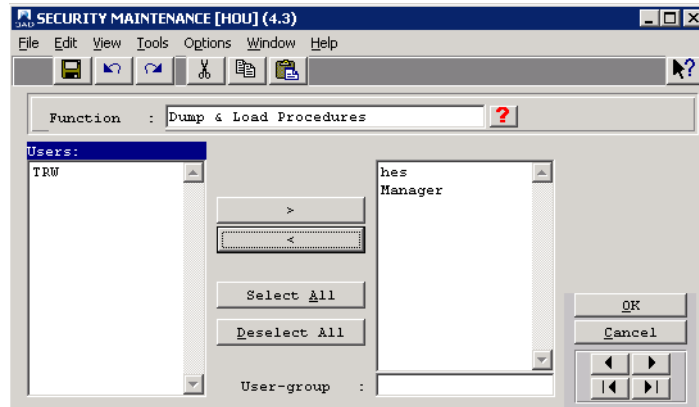 SECURITY MAINTENANCE [HOU] (4.3)
File Edit View Tools Options Window Help
Function : Dump & Load Procedures ?
Users:
TRW
hes
Manager
>
<
Select All
Deselect All
User-group :
OK
Cancel